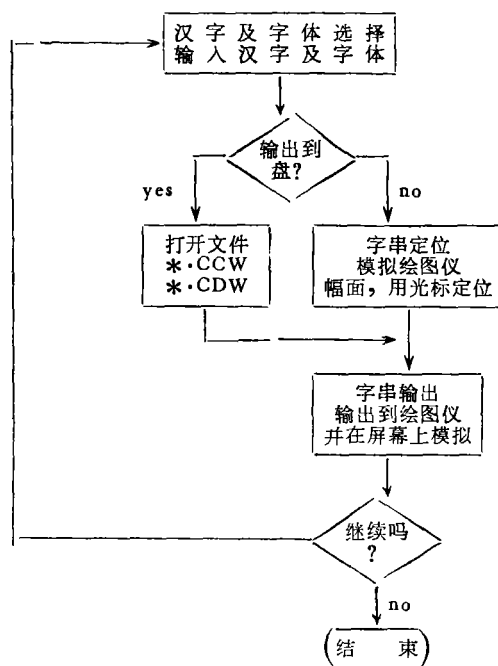 汉字及字体选择
输入汉字及字体
输出到
盘?
yes
no
打开文件
*·CCW
*·CDW
字串定位
模拟绘图仪
幅面，用光标定位
字串输出
输出到绘图仪
并在屏幕上模拟
继续吗
?
no
结 束